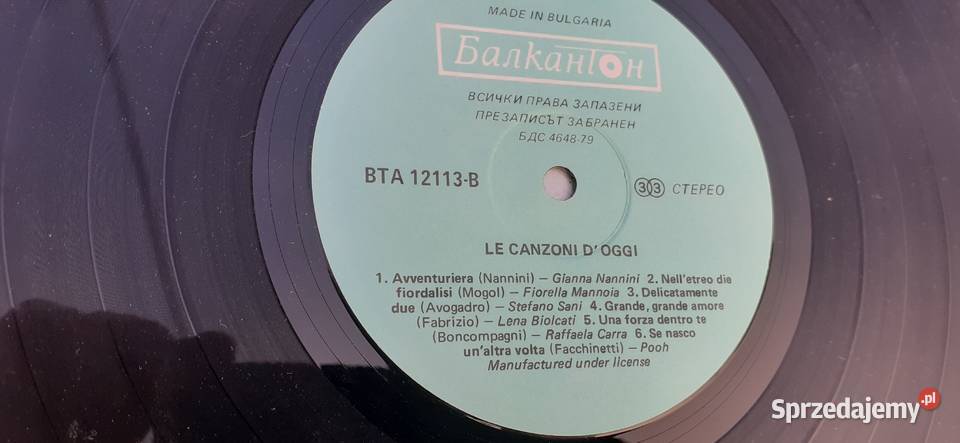 MADE IN BULGARIA
Балкантон
ВСИЧКИ ПРАВА ЗАПАЗЕНИ
ПРЕЗАПИСЪТ ЗАБРАНЕН
БДС 4648-79
ВТА 12113-В
33 СТЕРЕО
LE CANZONI D'OGGI
1. Avventuriera (Nannini) – Gianna Nannini 2. Nell'etreo die
fiordalisi (Mogol) – Fiorella Mannoia 3. Delicatamente
due (Avogadro) – Stefano Sani 4. Grande, grande amore
(Fabrizio) – Lena Biolcati 5. Una forza dentro te
(Boncompagni) – Raffaela Carra 6. Se nasco
un'altra volta (Facchinetti) – Pooh
Manufactured under license
Sprzedajemy.pl